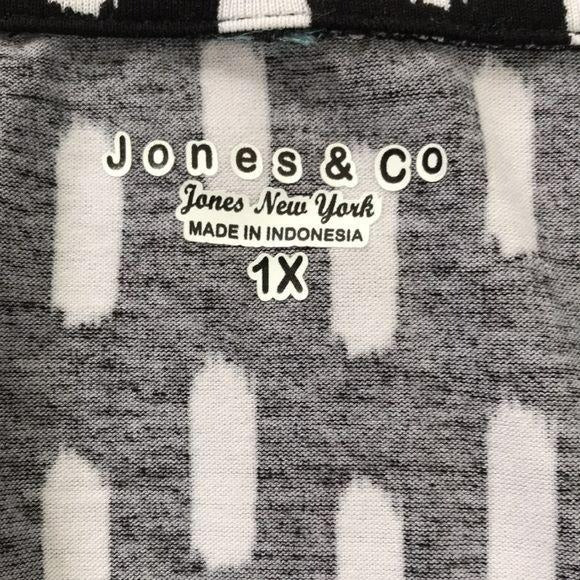 Jones & Co
Jones New York
MADE IN INDONESIA
1X